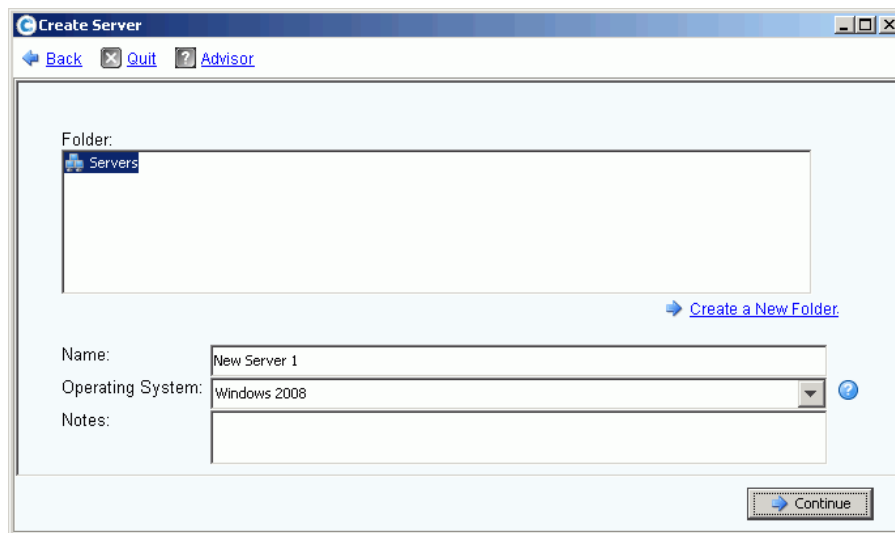 Create Server
Back Quit Advisor
Folder:
Servers
Create a New Folder.
Name: New Server 1
Operating System: Windows 2008
Notes:
Continue